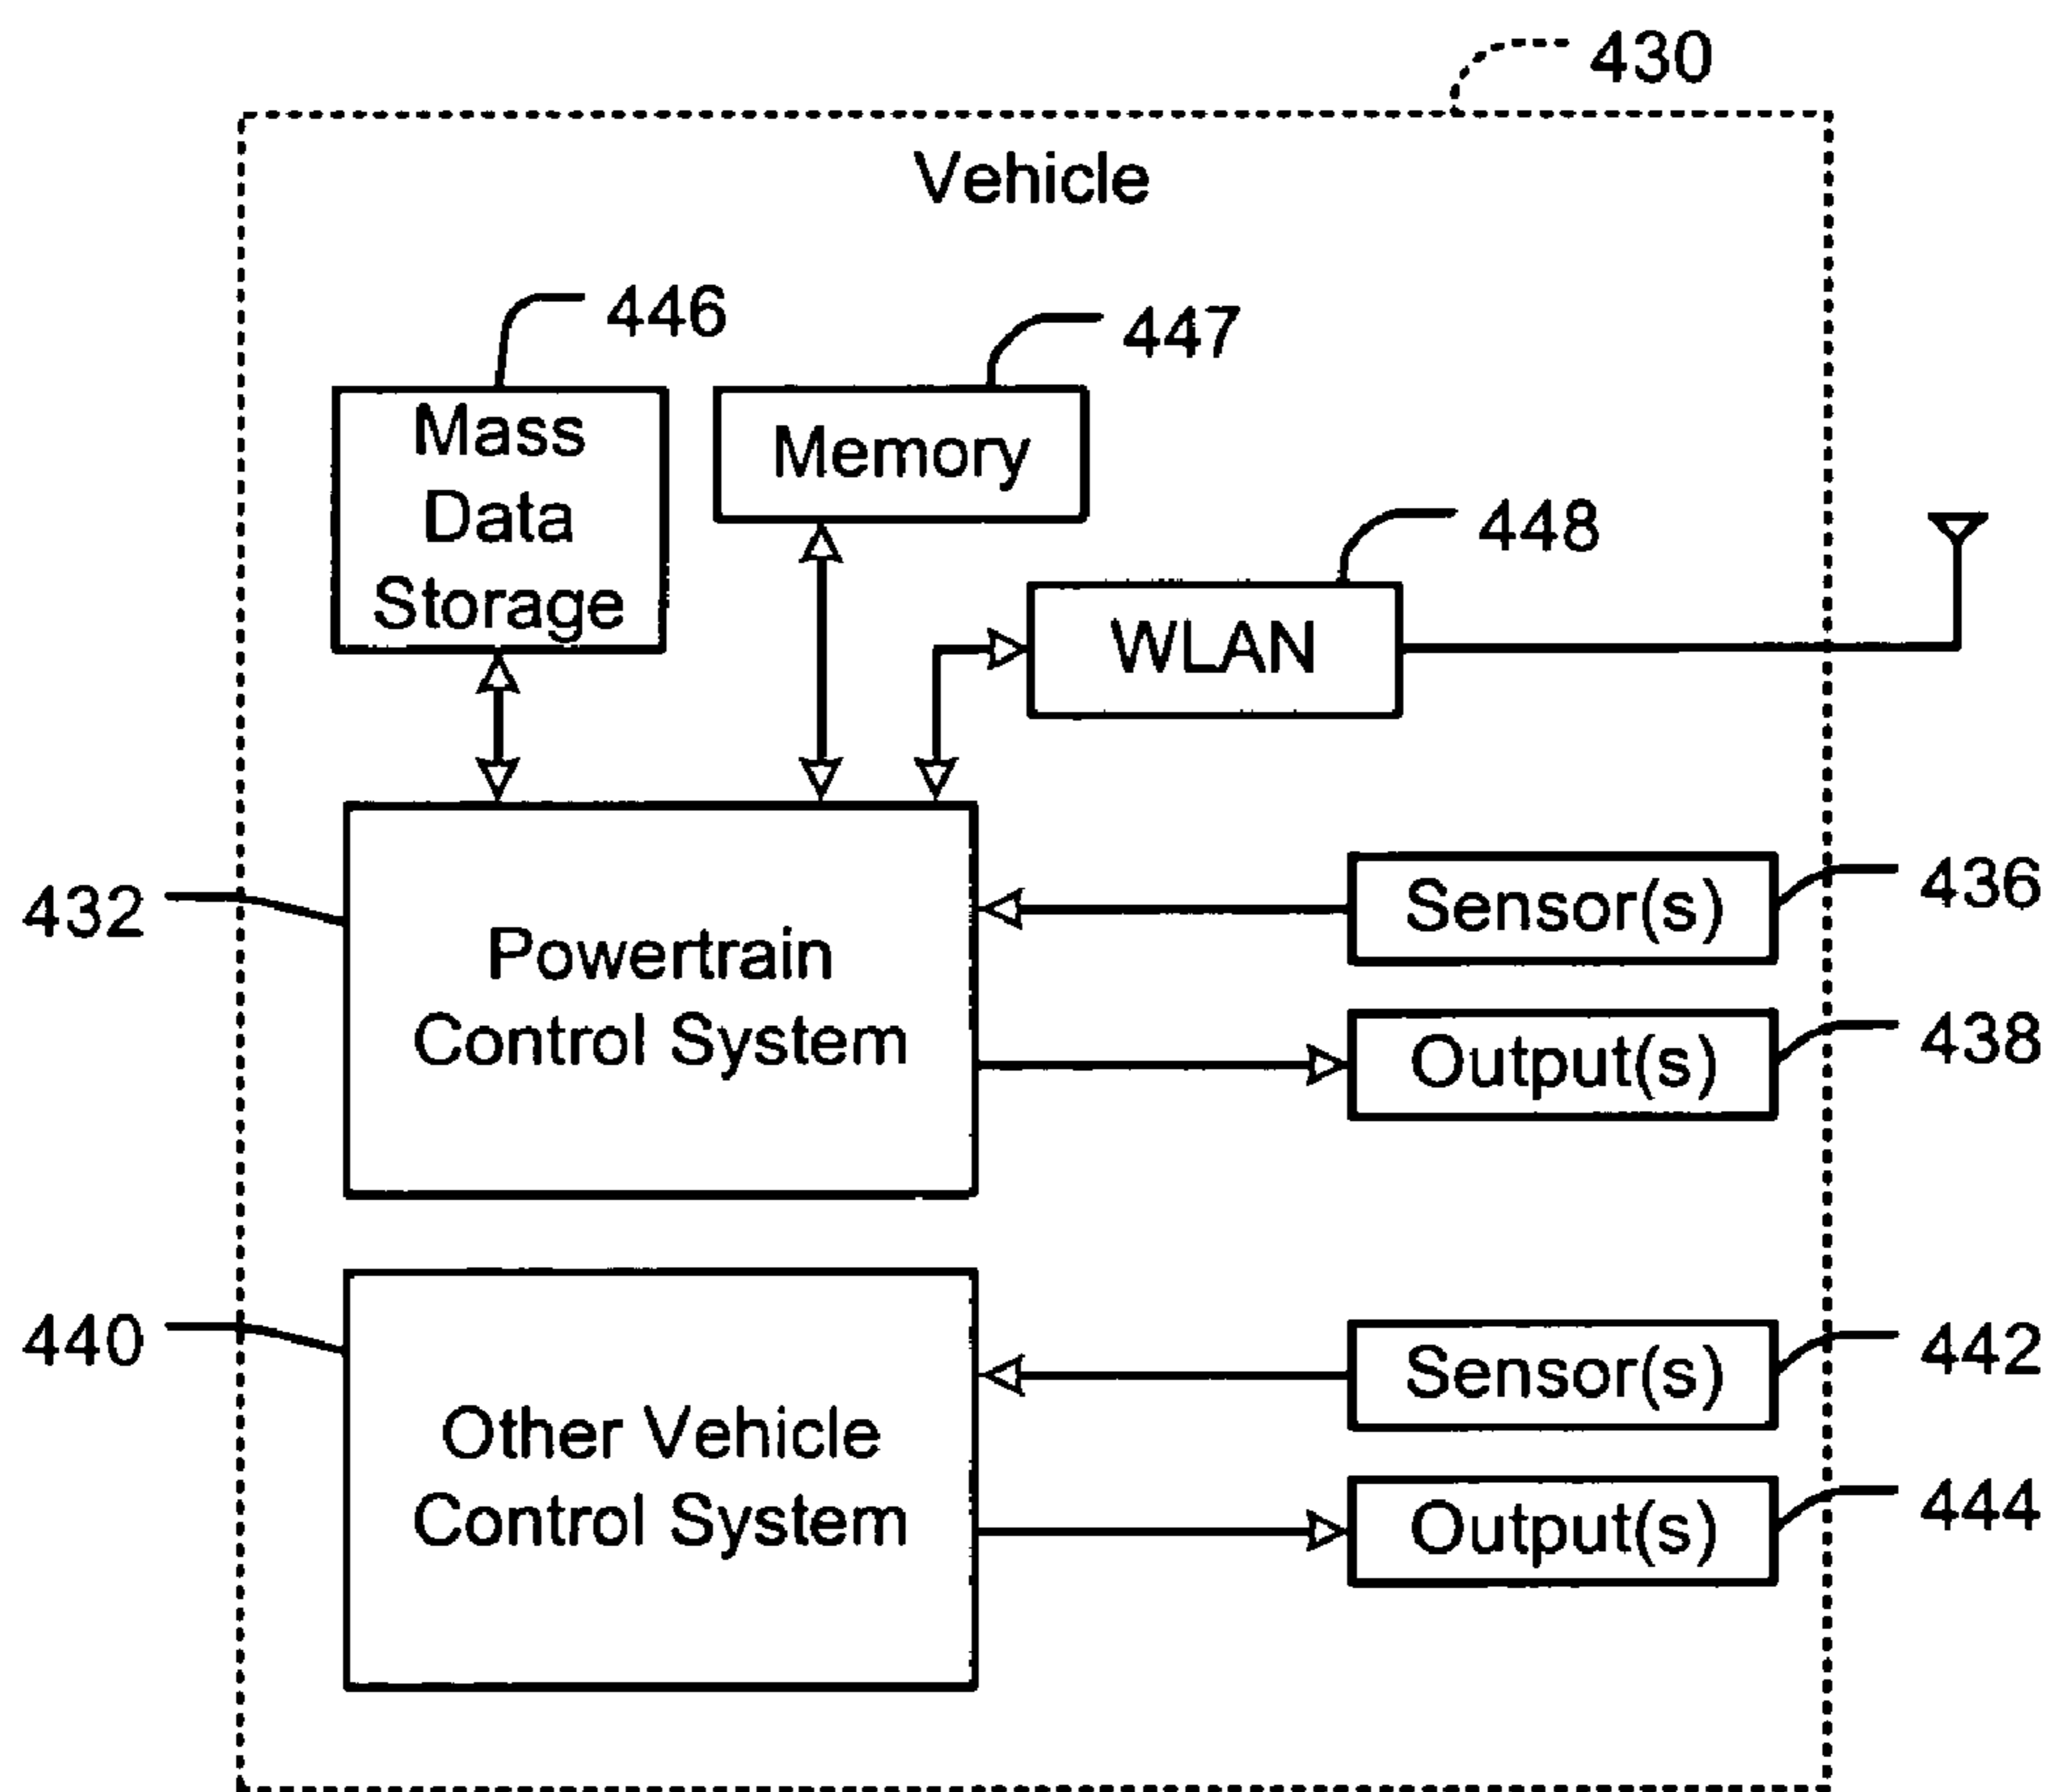 430
Vehicle
446
447
Mass
Data
Storage
Memory
448
WLAN
432
Powertrain
Control System
Sensor(s)
436
Output(s)
438
440
Other Vehicle
Control System
Sensor(s)
442
Output(s)
444